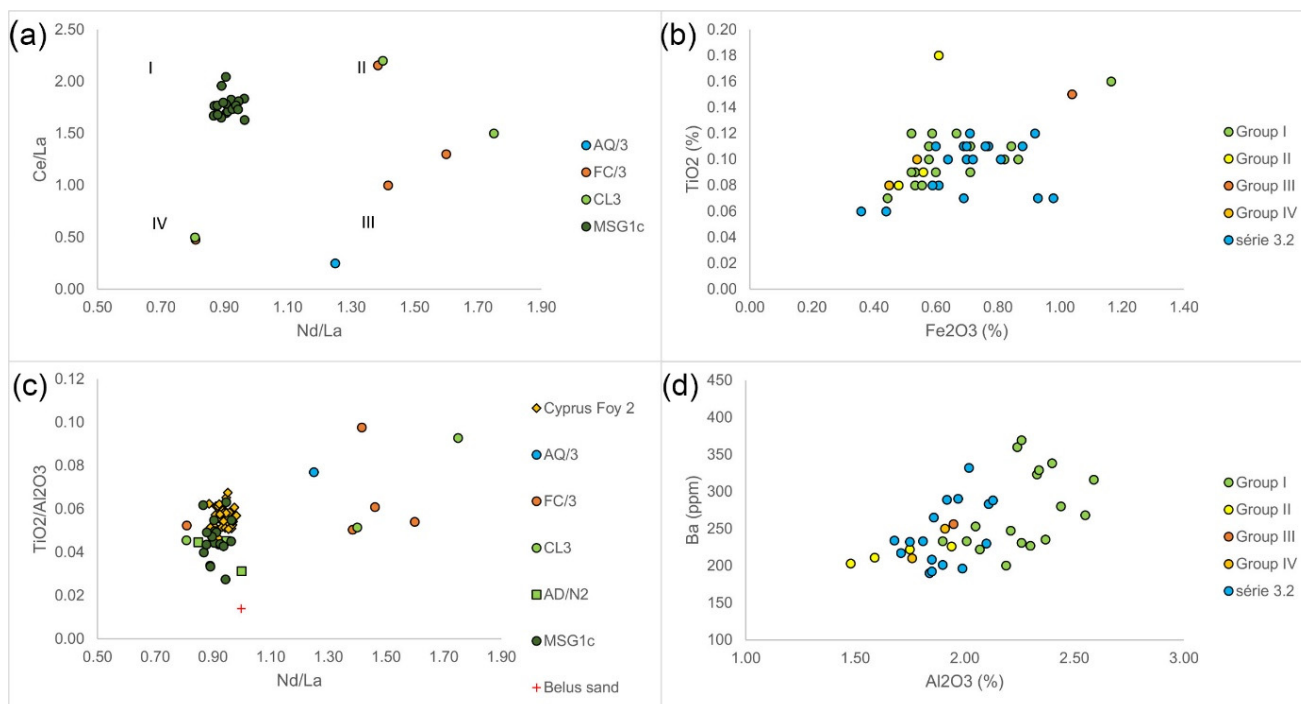 (a)
2.50
2.00
1.50
1.00
0.50
0.00
Ce/La
I
II
III
IV
0.50
0.70
0.90
1.10
1.30
1.50
1.70
1.90
Nd/La
AQ/3
FC/3
CL3
MSG1c
(b)
0.20
0.18
0.16
0.14
0.12
0.10
0.08
0.06
0.04
0.02
0.00
TiO2 (%)
0.00
0.20
0.40
0.60
0.80
1.00
1.20
1.40
Fe2O3 (%)
Group I
Group II
Group III
Group IV
série 3.2
(c)
0.12
0.10
0.08
0.06
0.04
0.02
0.00
TiO2/Al2O3
0.50
0.70
0.90
1.10
1.30
1.50
1.70
1.90
Nd/La
Cyprus Foy 2
AQ/3
FC/3
CL3
AD/N2
MSG1c
Belus sand
(d)
450
400
350
300
250
200
150
100
Ba (ppm)
1.00
1.50
2.00
2.50
3.00
Al2O3 (%)
Group I
Group II
Group III
Group IV
série 3.2